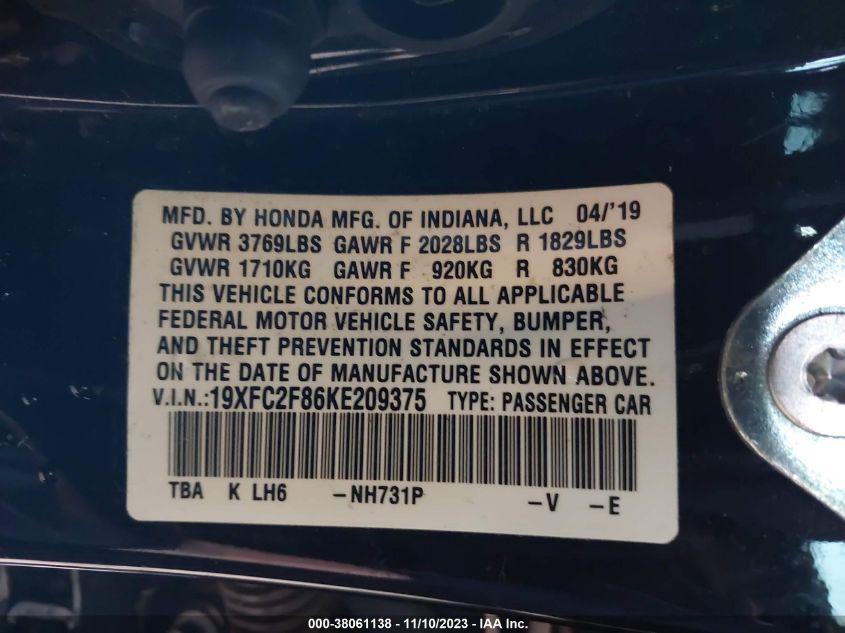 MFD. BY HONDA MFG. OF INDIANA, LLC 04/'19
GVWR 3769LBS GAWR F 2028LBS R 1829LBS
GVWR 1710KG GAWR F 920KG R 830KG
THIS VEHICLE CONFORMS TO ALL APPLICABLE
FEDERAL MOTOR VEHICLE SAFETY, BUMPER,
AND THEFT PREVENTION STANDARDS IN EFFECT
ON THE DATE OF MANUFACTURE SHOWN ABOVE.
V.I.N.:19XFC2F86KE209375 TYPE: PASSENGER CAR
TBA K LH6 -NH731P -V -E
000-38061138 - 11/10/2023 - IAA Inc.